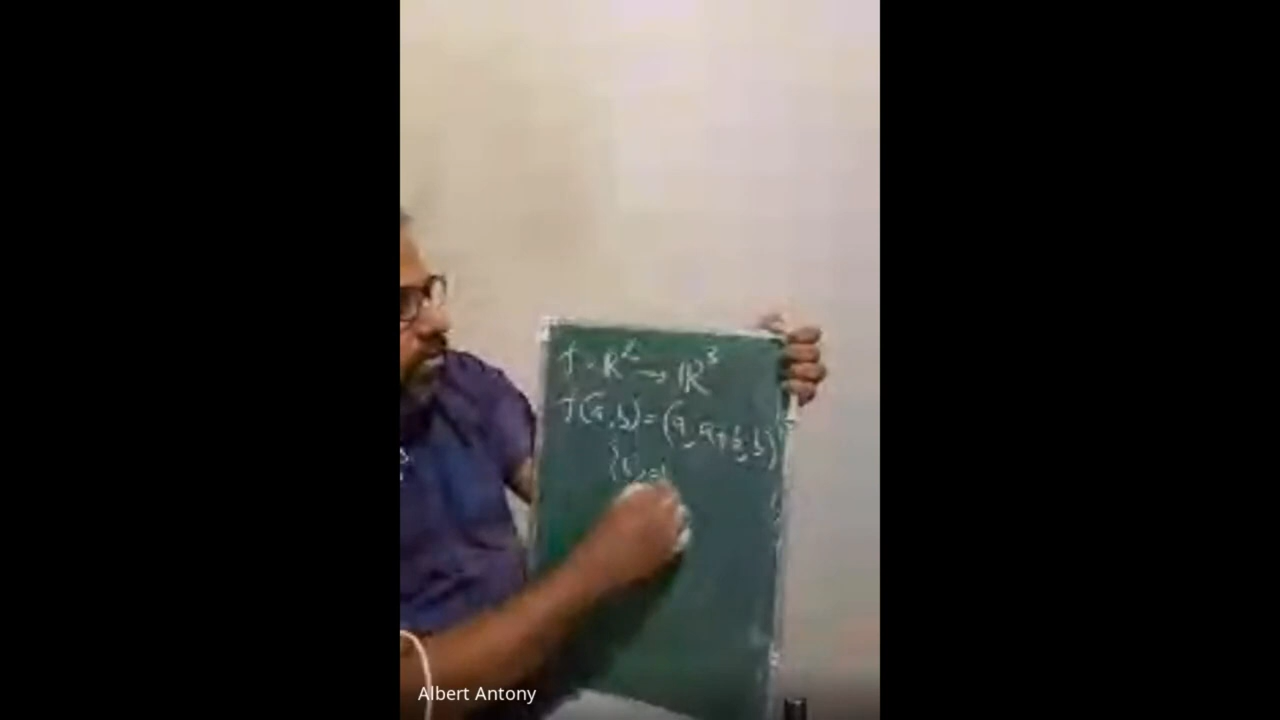 f : R² → R³
f(a,b) = (a, a+b, b)
Albert Antony